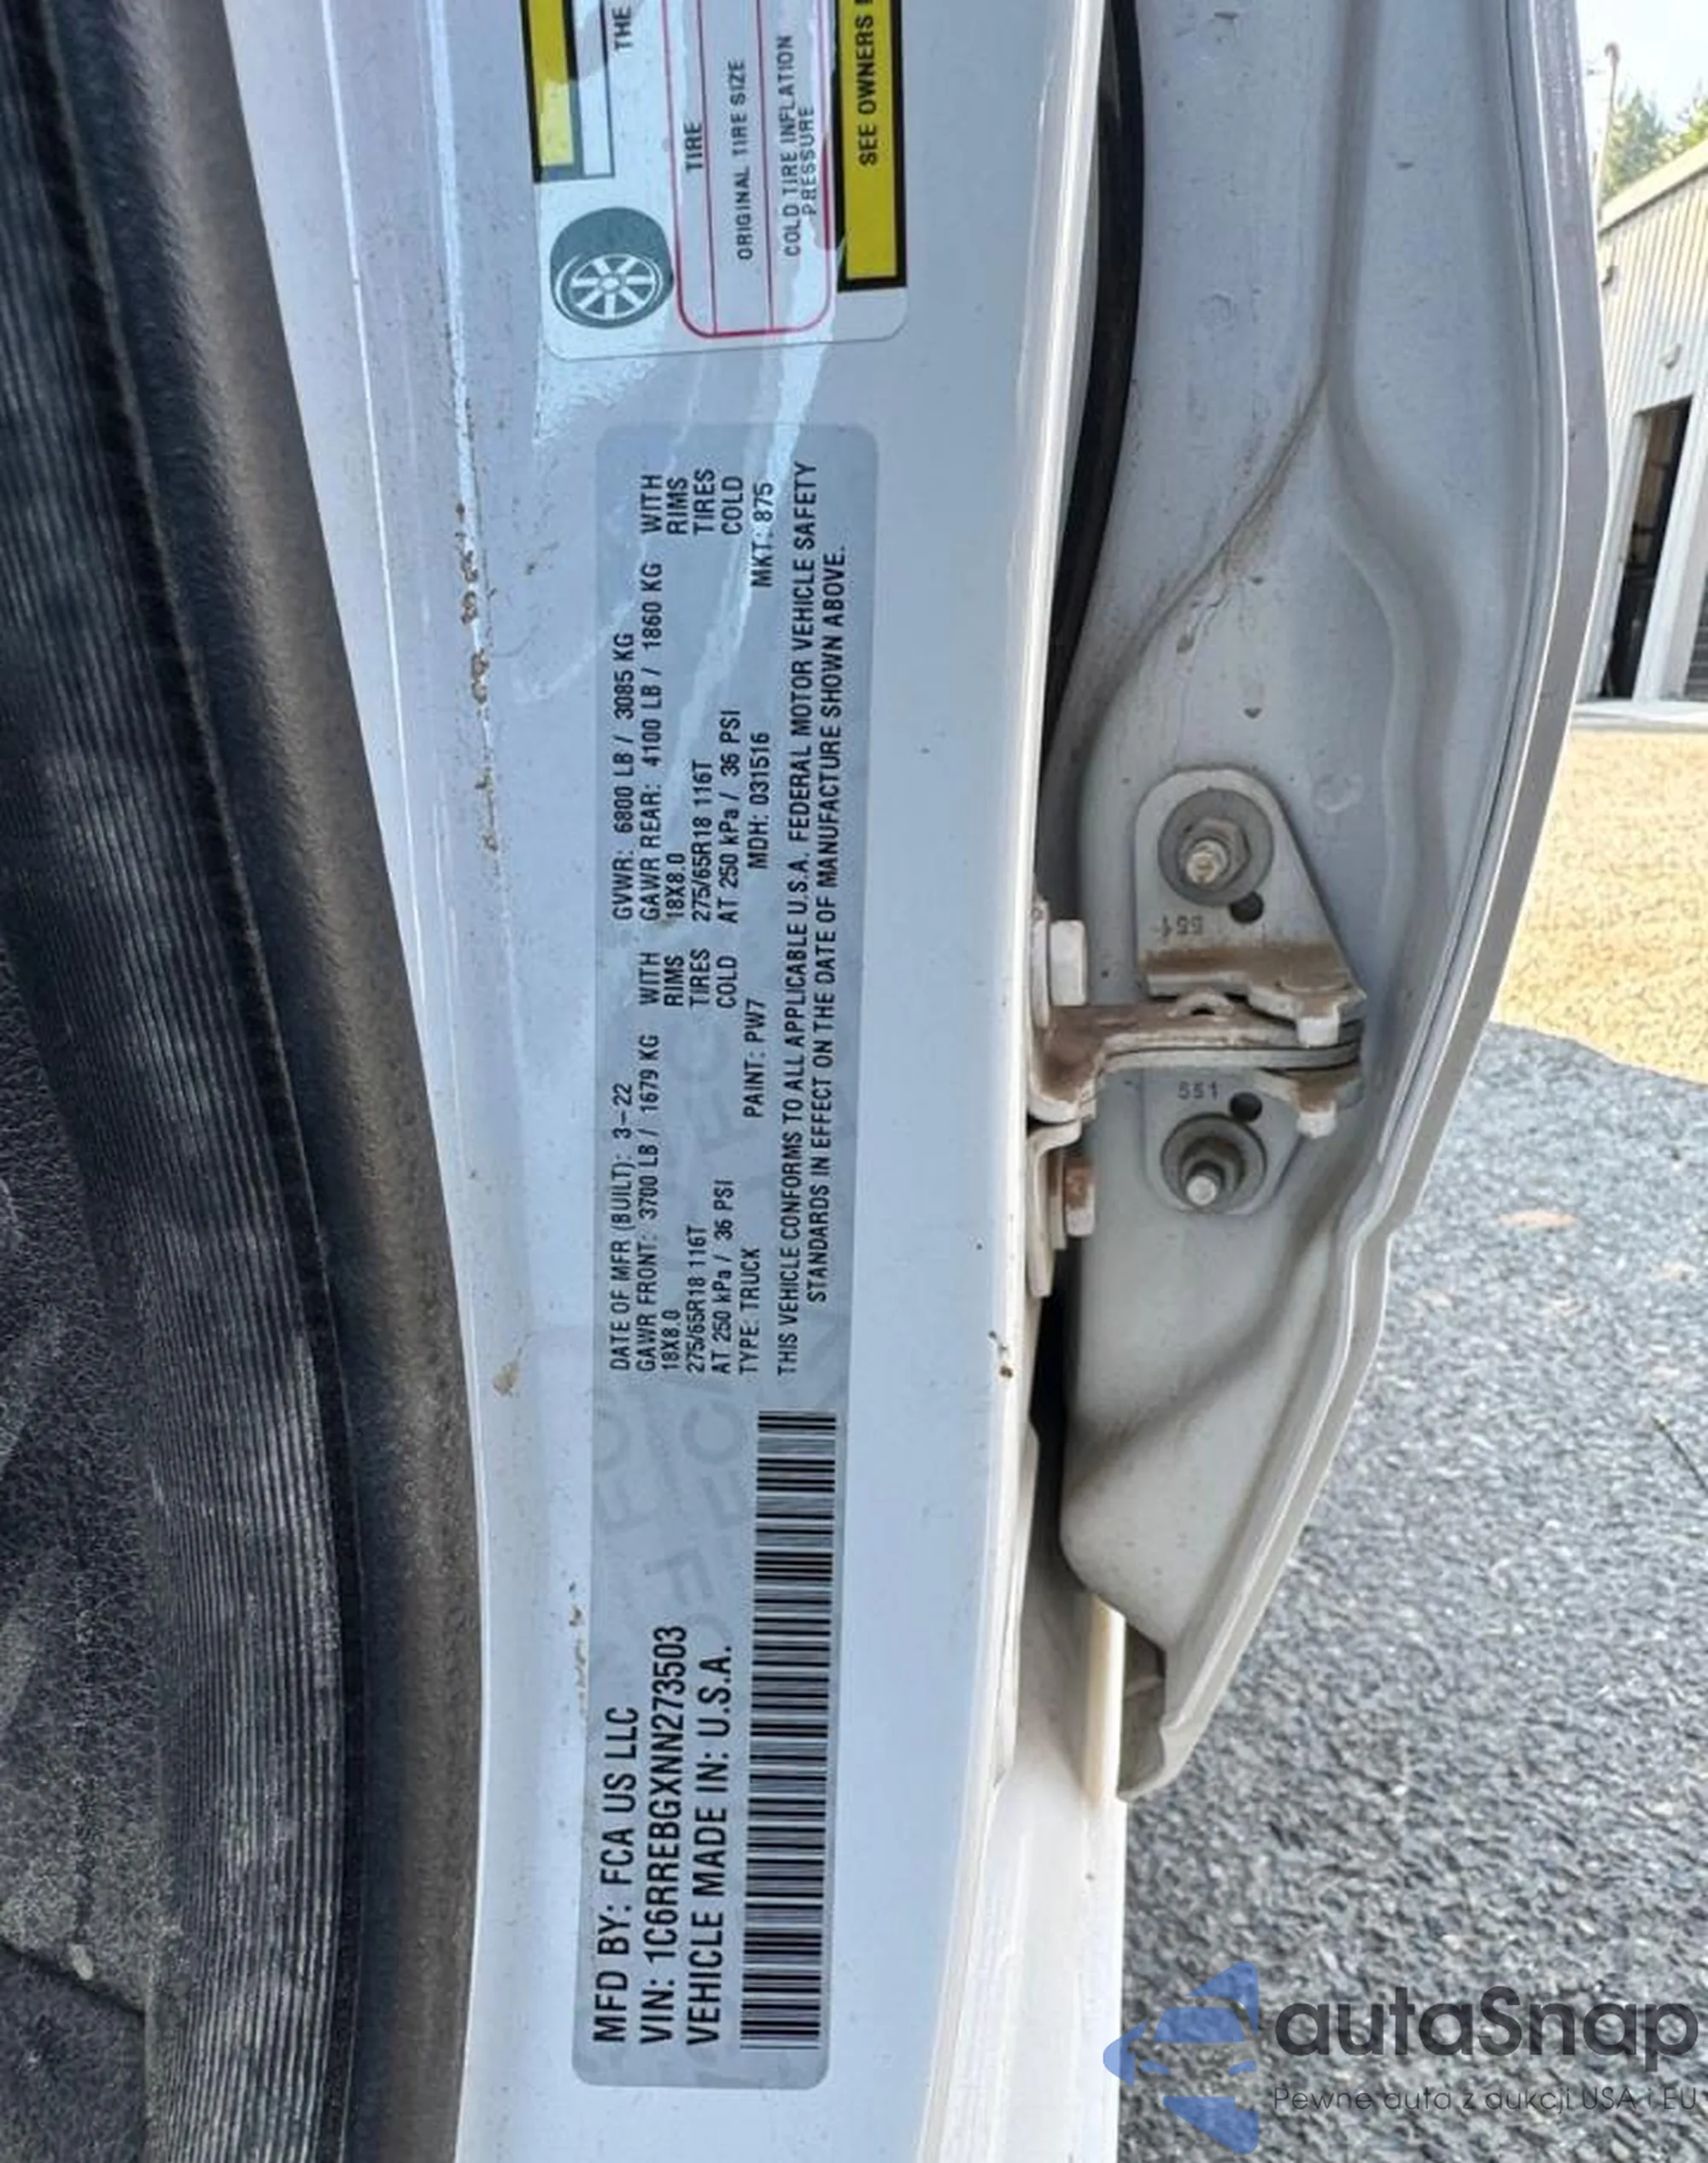 THE
TIRE
ORIGINAL TIRE SIZE
COLD TIRE INFLATION
PRESSURE
SEE OWNERS
MFD BY: FCA US LLC
VIN: 1C6RREBGXNN273503
VEHICLE MADE IN: U.S.A.
DATE OF MFR (BUILT): 3-22 GVWR: 6800 LB / 3085 KG
GAWR FRONT: 3700 LB / 1679 KG WITH GAWR REAR: 4100 LB / 1860 KG WITH
18X8.0 RIMS 18X8.0 RIMS
275/65R18 116T TIRES 275/65R18 116T TIRES
AT 250 kPa / 36 PSI COLD AT 250 kPa / 36 PSI COLD
TYPE: TRUCK PAINT: PW7 MDH: 031516 MKT: 875
THIS VEHICLE CONFORMS TO ALL APPLICABLE U.S.A. FEDERAL MOTOR VEHICLE SAFETY
STANDARDS IN EFFECT ON THE DATE OF MANUFACTURE SHOWN ABOVE.
551
551
autaSnap
Pewne auta z aukcji USA i EU